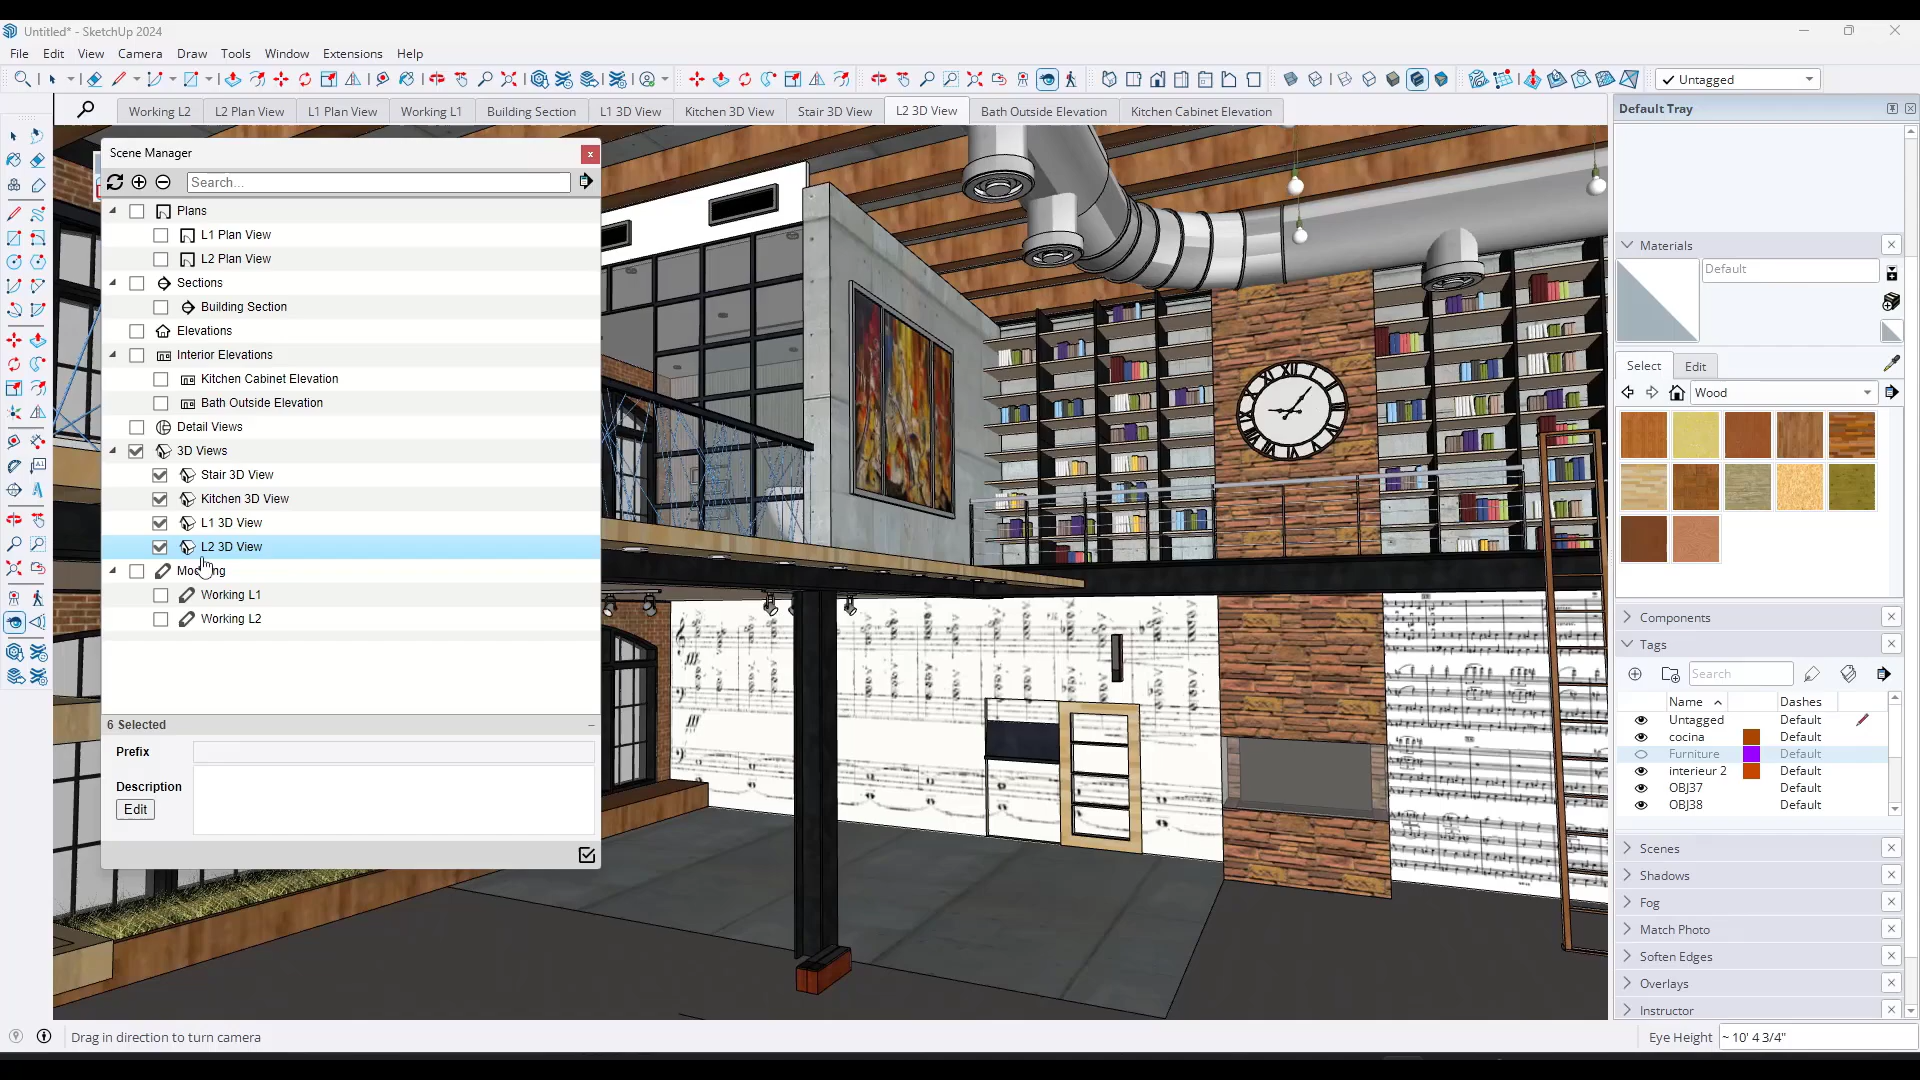 Untitled* - SketchUp 2024
File Edit View Camera Draw Tools Window Extensions Help
Untagged
Working L2 L2 Plan View L1 Plan View Working L1 Building Section L1 3D View Kitchen 3D View Stair 3D View L2 3D View Bath Outside Elevation Kitchen Cabinet Elevation
Scene Manager
x
Search...
Plans
L1 Plan View
L2 Plan View
Sections
Building Section
Elevations
Interior Elevations
Kitchen Cabinet Elevation
Bath Outside Elevation
Detail Views
3D Views
Stair 3D View
Kitchen 3D View
L1 3D View
L2 3D View
Working L1
Working L2
6 Selected
Prefix
Description
Edit
Default Tray
Materials
Default
Select Edit
Wood
Components
Tags
Search
Name Dashes
Untagged Default
cocina Default
Furniture Default
interieur 2 Default
OBJ37 Default
OBJ38 Default
Scenes
Shadows
Fog
Match Photo
Soften Edges
Overlays
Instructor
Drag in direction to turn camera
Eye Height ~ 10' 4 3/4"